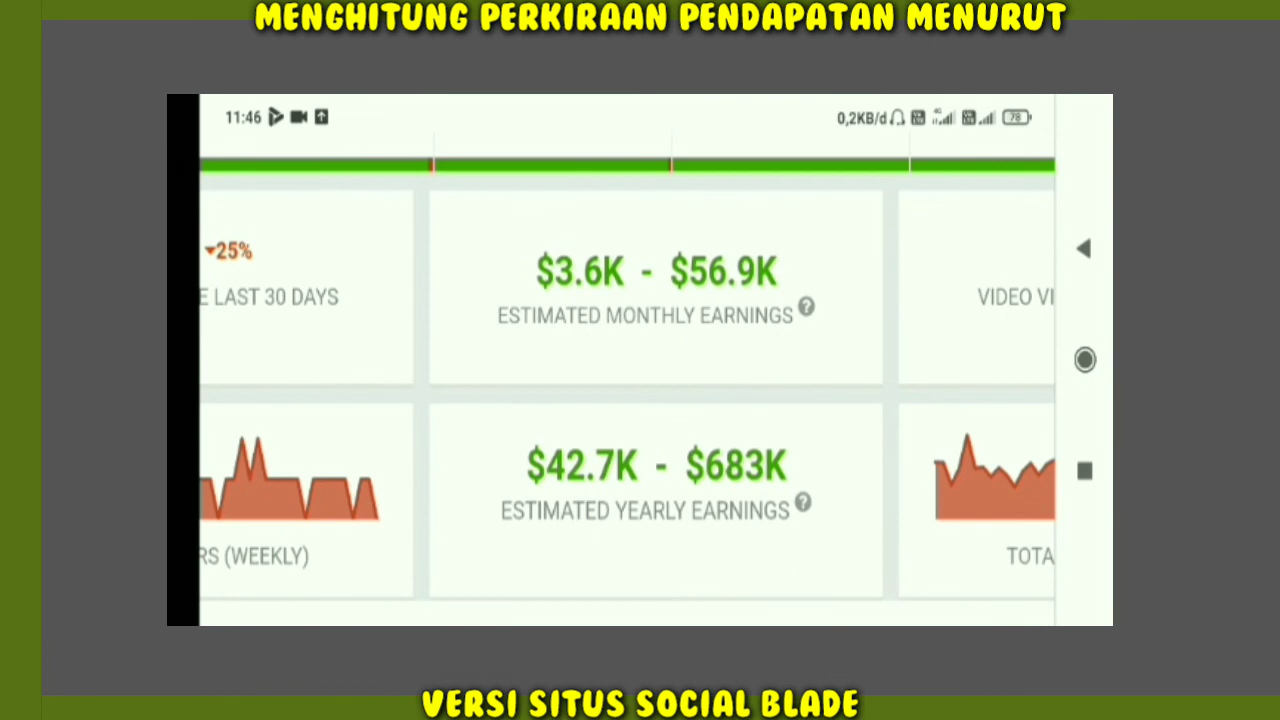 MENGHITUNG PERKIRAAN PENDAPATAN MENURUT
11:46 0,2KB/d 4G 78
▾25%
E LAST 30 DAYS
$3.6K - $56.9K
ESTIMATED MONTHLY EARNINGS ?
VIDEO VI
RS (WEEKLY)
$42.7K - $683K
ESTIMATED YEARLY EARNINGS ?
TOTA
VERSI SITUS SOCIAL BLADE